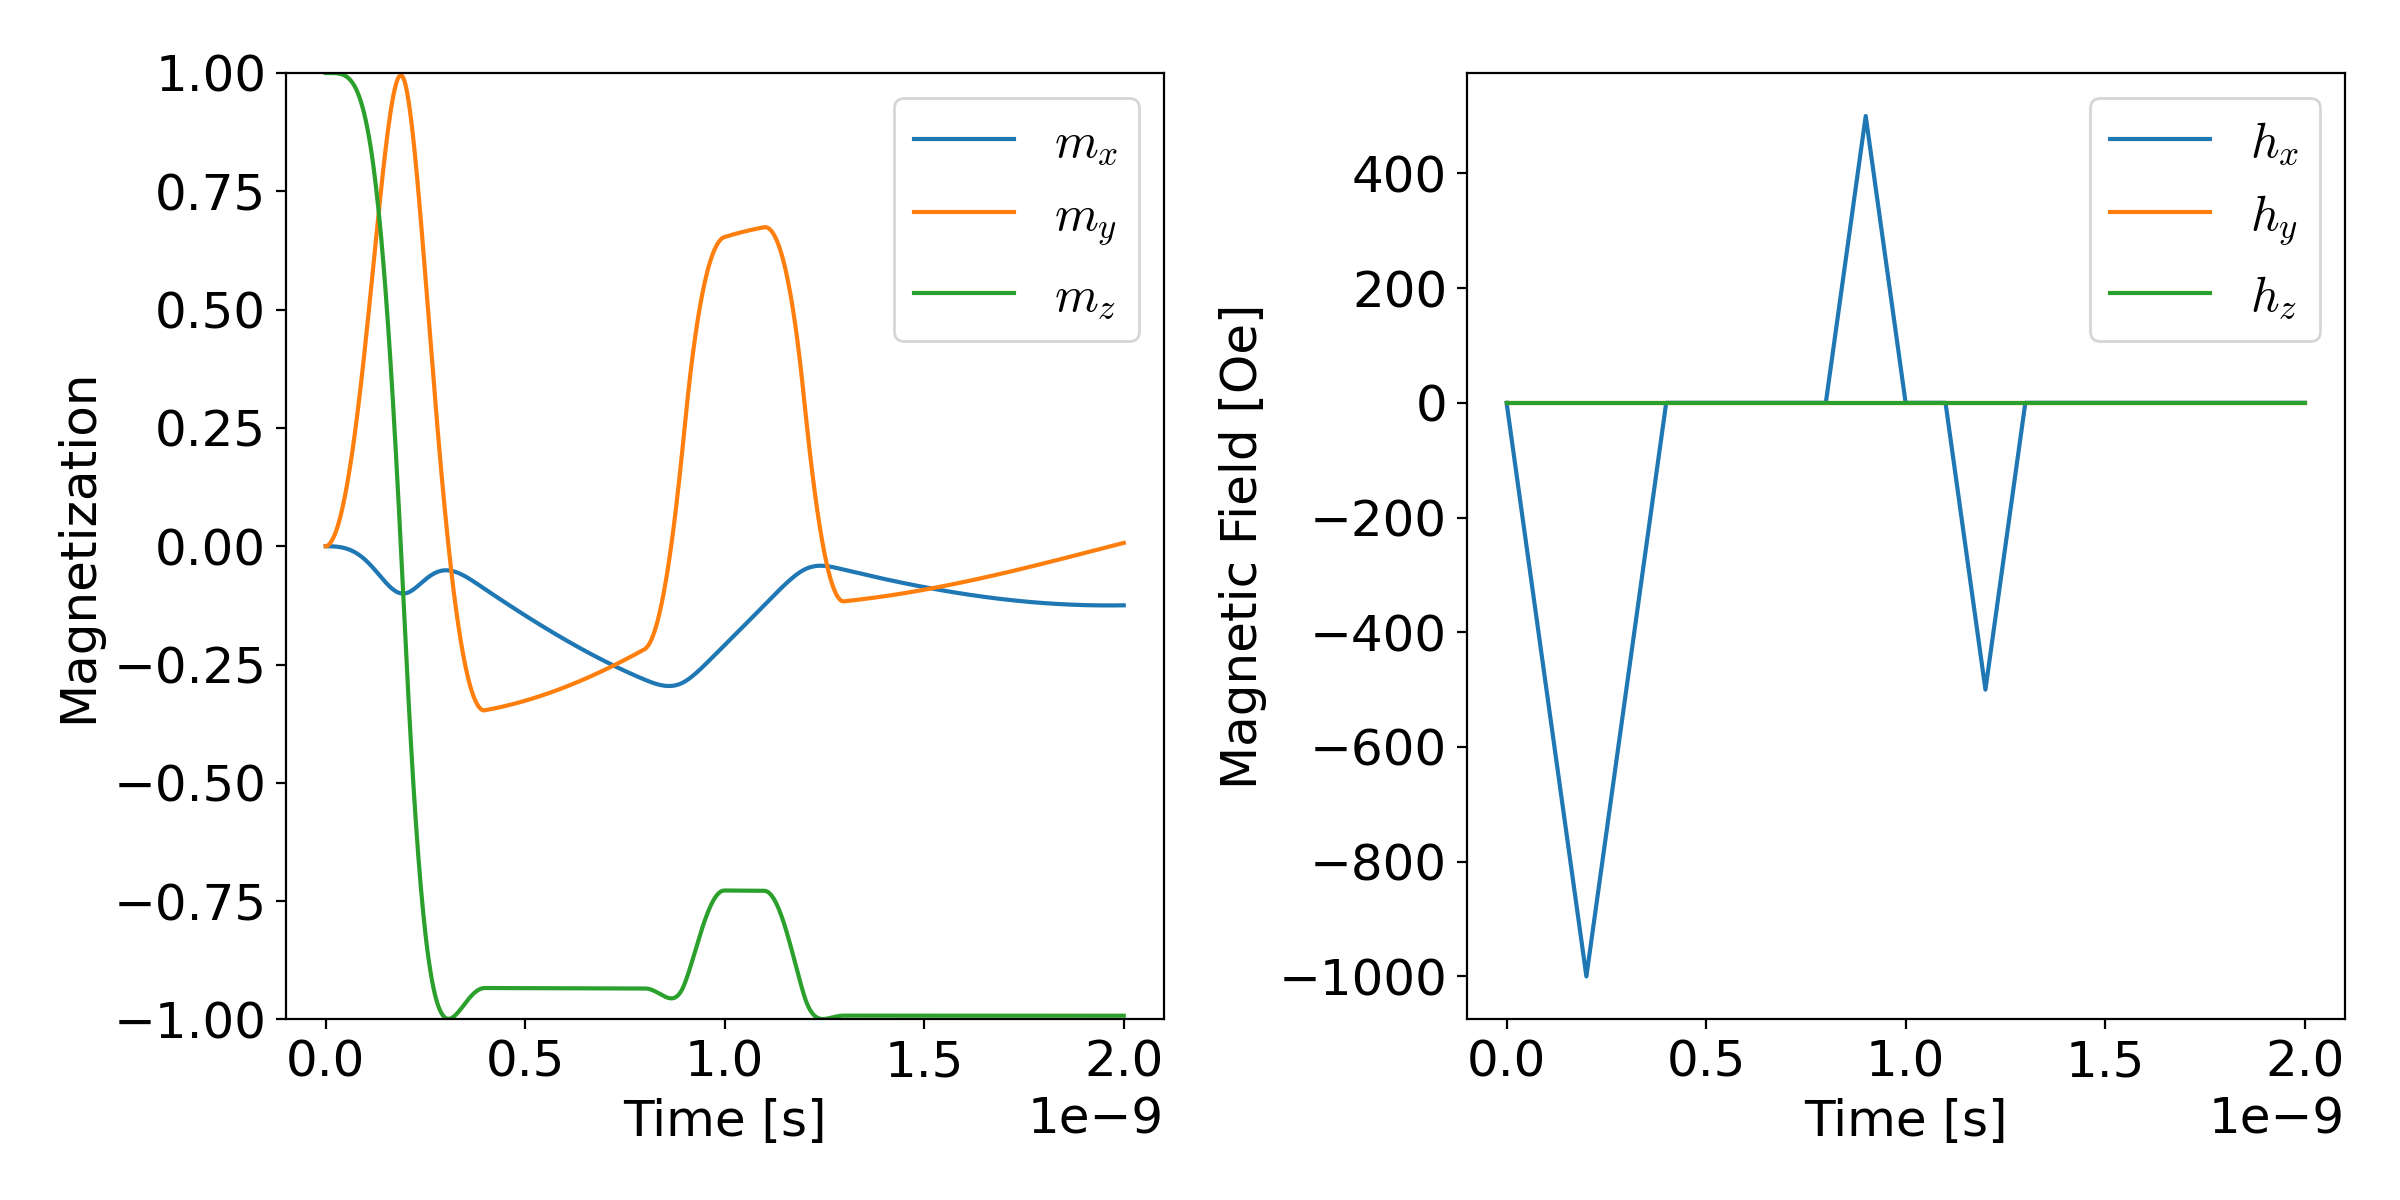 Magnetization
1.00
0.75
0.50
0.25
0.00
−0.25
−0.50
−0.75
−1.00
0.0 0.5 1.0 1.5 2.0
Time [s]
1e−9
m_x
m_y
m_z
Magnetic Field [Oe]
400
200
0
−200
−400
−600
−800
−1000
0.0 0.5 1.0 1.5 2.0
Time [s]
1e−9
h_x
h_y
h_z